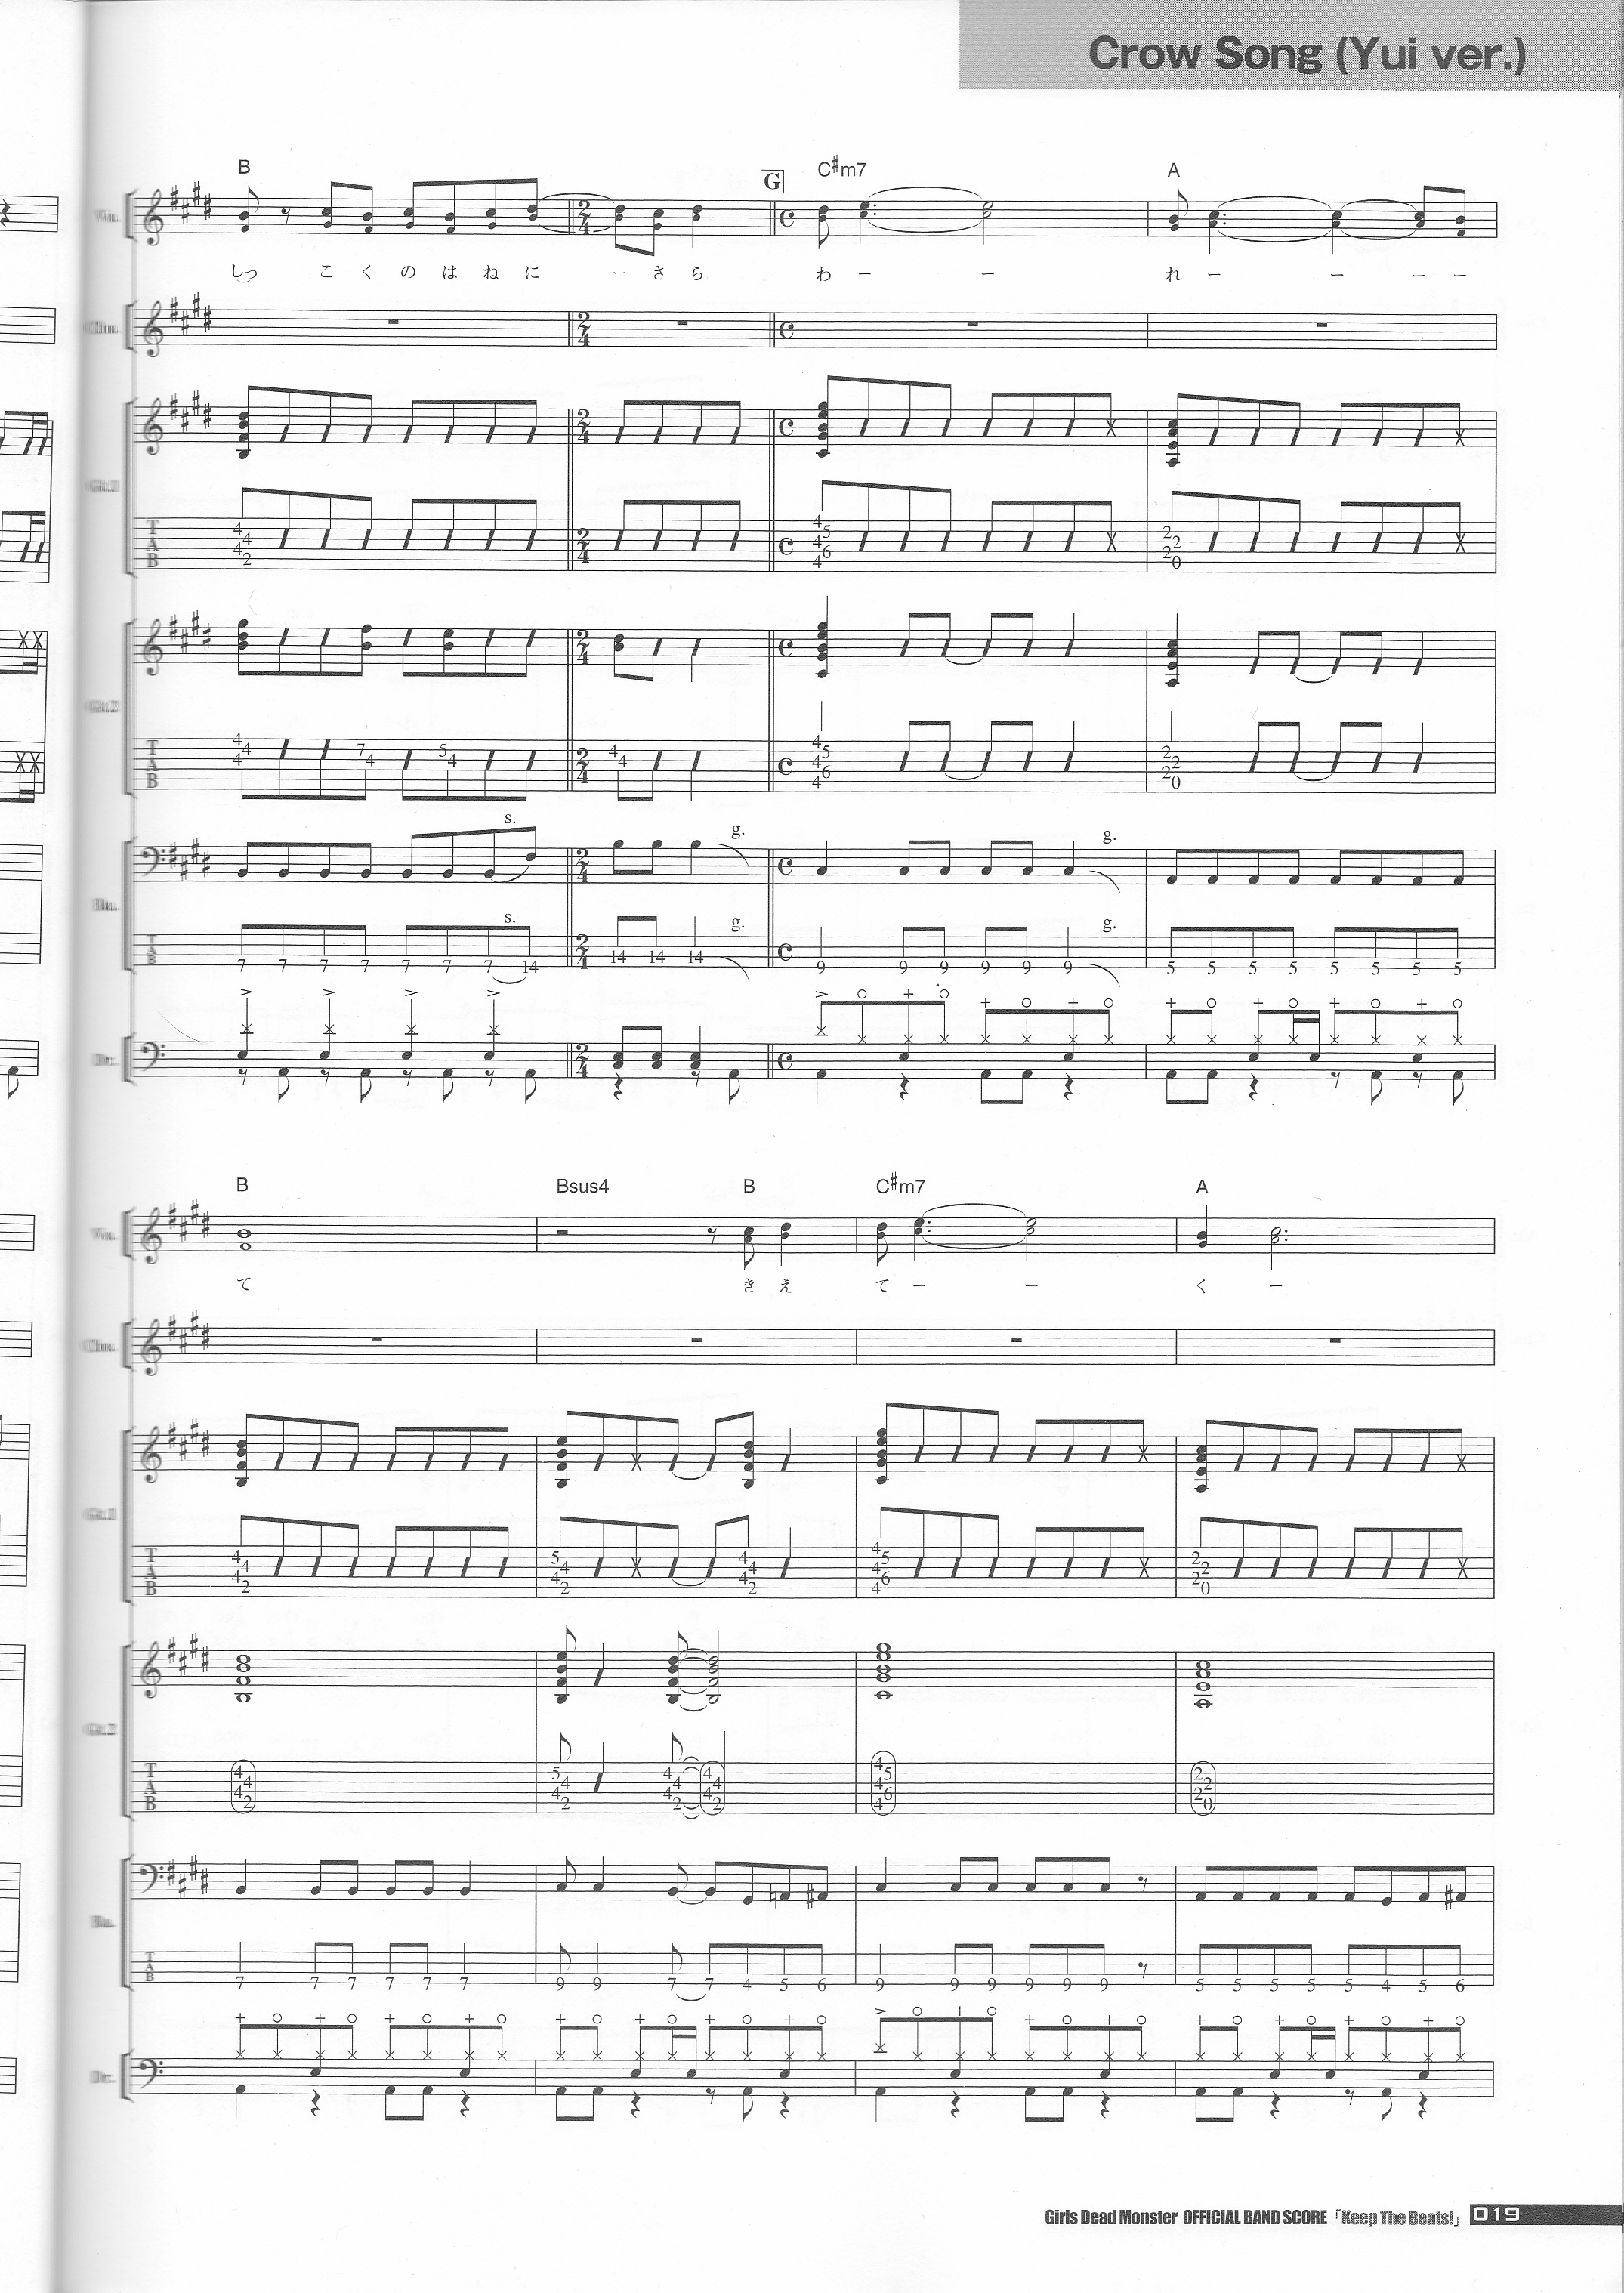 Crow Song (Yui ver.)
B G C#m7 A
Vo.
しっ こ く の は ね に ー さ ら わ ー ー れ ー ー ー ー
Cho.
Gt.1
T A B 4 4 4 2 4 5 4 6 4 2 2 2 0
Gt.2
T A B 4 4 4 7 4 5 4 4 4 4 5 4 6 4 2 2 2 0
s. g. g.
Ba.
s. g. g.
T A B 7 7 7 7 7 7 7 14 14 14 14 9 9 9 9 9 9 5 5 5 5 5 5 5 5
Dr.
B Bsus4 B C#m7 A
Vo.
て き え て ー ー く ー
Cho.
Gt.1
T A B 4 4 4 2 5 4 4 2 4 4 4 2 4 5 4 6 4 2 2 2 0
Gt.2
T A B 4 4 4 2 5 4 4 2 4 4 4 2 4 4 4 2 4 5 4 6 4 2 2 2 0
Ba.
T A B 7 7 7 7 7 7 9 9 7 7 4 5 6 9 9 9 9 9 9 5 5 5 5 5 4 5 6
Dr.
Girls Dead Monster OFFICIAL BAND SCORE「Keep The Beats!」 019